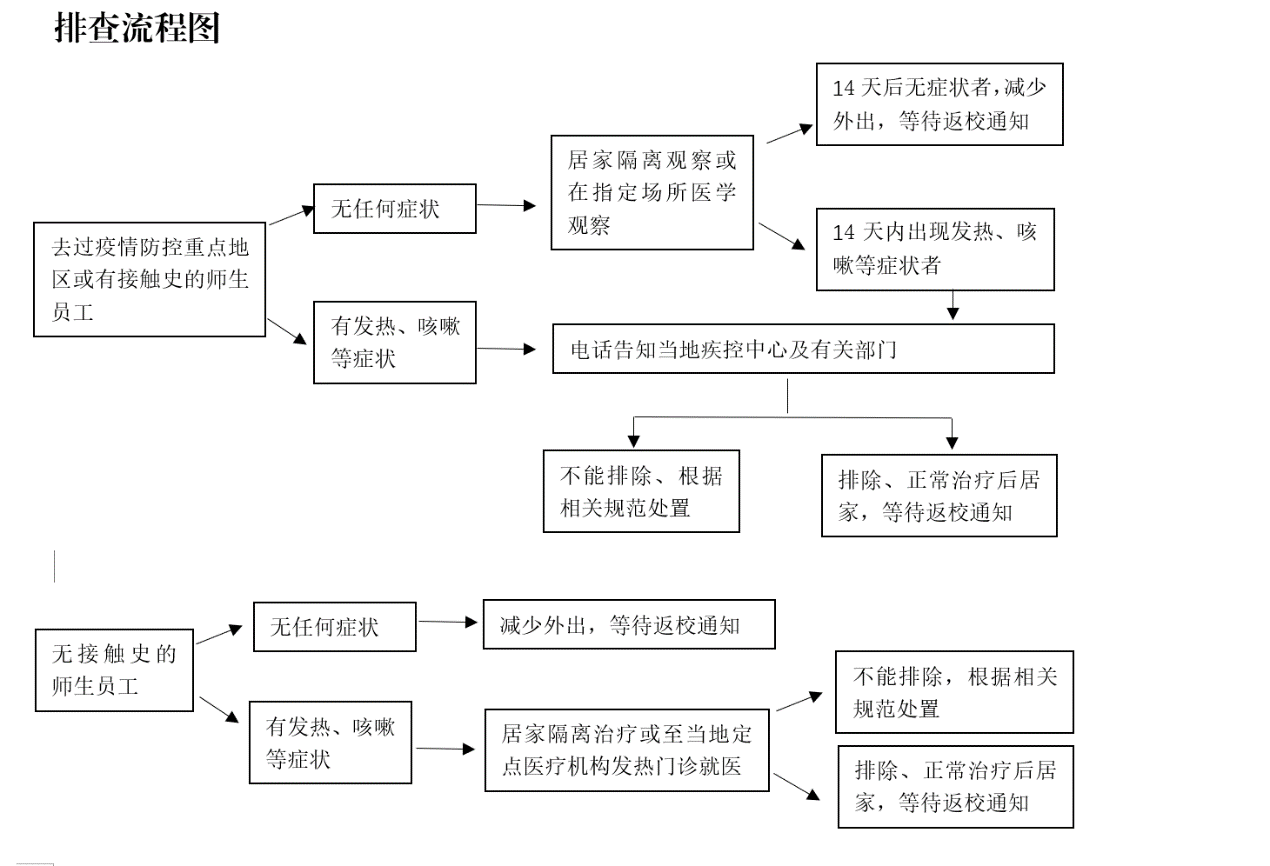 排查流程图
14 天后无症状者，减少
外出，等待返校通知
居家隔离观察或
在指定场所医学
观察
无任何症状
去过疫情防控重点地
区或有接触史的师生
员工
14 天内出现发热、咳
嗽等症状者
有发热、咳嗽
等症状
电话告知当地疾控中心及有关部门
不能排除、根据
相关规范处置
排除、正常治疗后居
家，等待返校通知
无任何症状
减少外出，等待返校通知
无接触史的
师生员工
有发热、咳嗽
等症状
居家隔离治疗或至当地定
点医疗机构发热门诊就医
不能排除，根据相关
规范处置
排除、正常治疗后居
家，等待返校通知